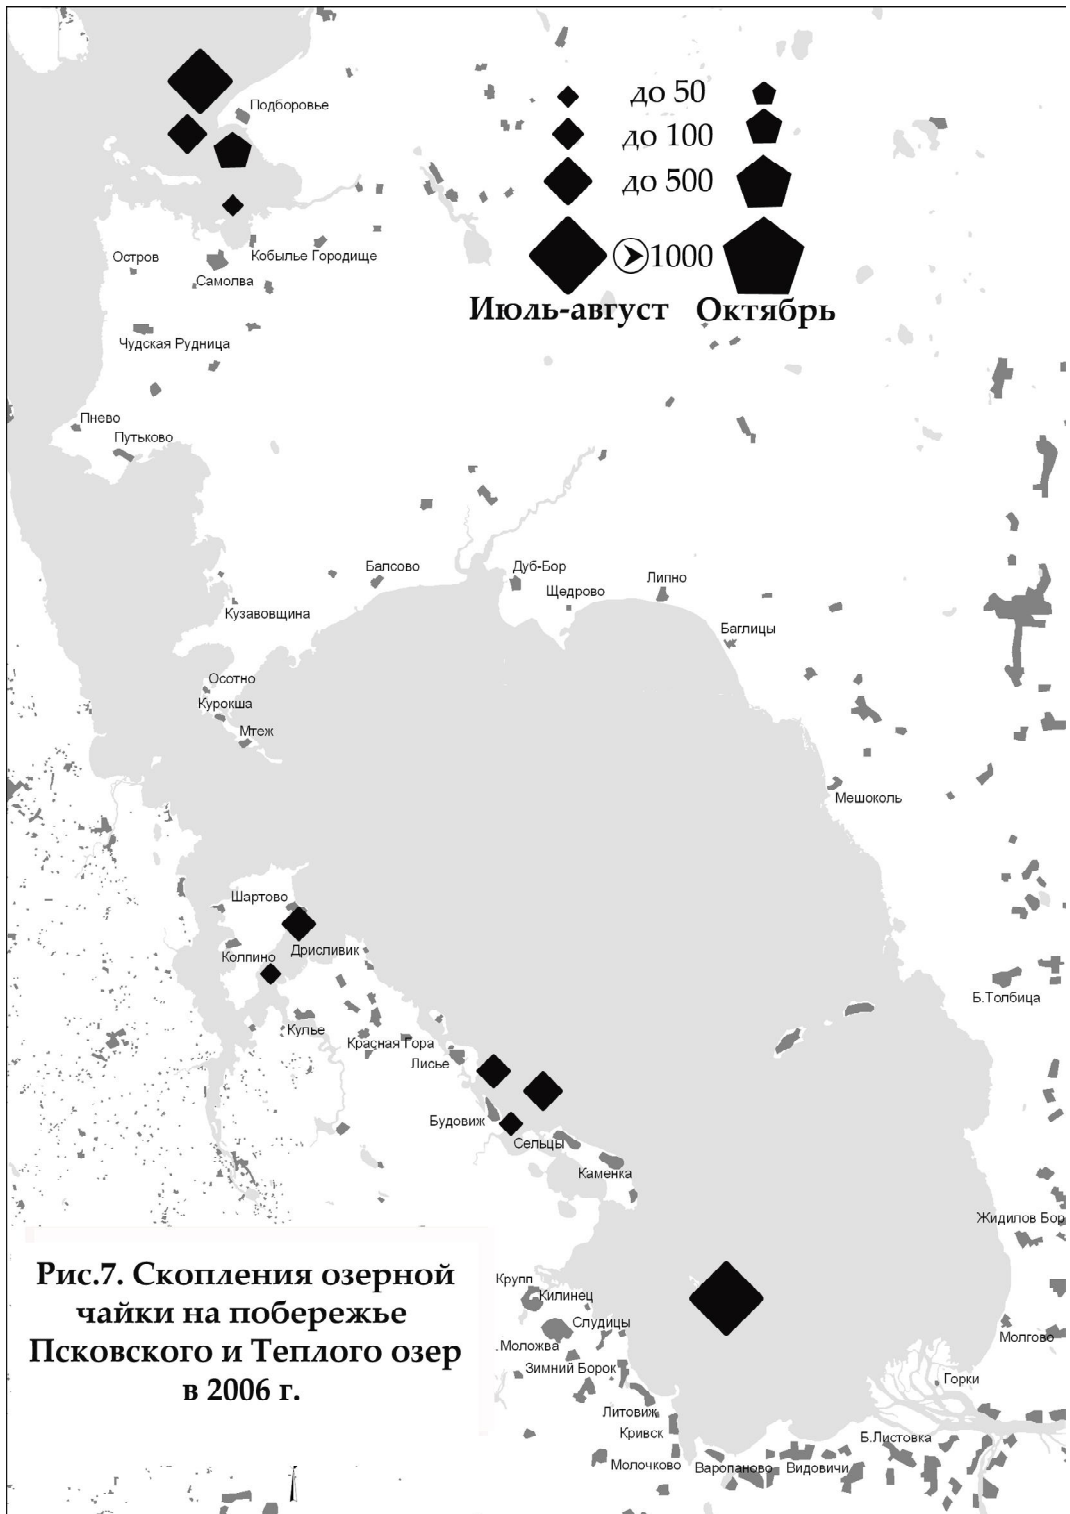 до 50
до 100
до 500
>1000
Июль-август Октябрь
Подборовье
Остров
Кобылье Городище
Самолва
Чудская Рудница
Пнево
Путьково
Балсово
Дуб-Бор
Щедрово
Липно
Кузавовщина
Баглицы
Осотно
Курокша
Мтеж
Мешоколь
Шартово
Дрисливик
Колпино
Б.Толбица
Кулье
Красная Гора
Лисье
Будовиж
Сельцы
Каменка
Жидилов Бор
Рис.7. Скопления озерной
чайки на побережье
Псковского и Теплого озер
в 2006 г.
Крупп
Килинец
Слудицы
.Моложва
Зимний Борок
Молгово
Горки
Литовиж
Кривск
Б.Листовка
Молочково
Варопаново
Видовичи